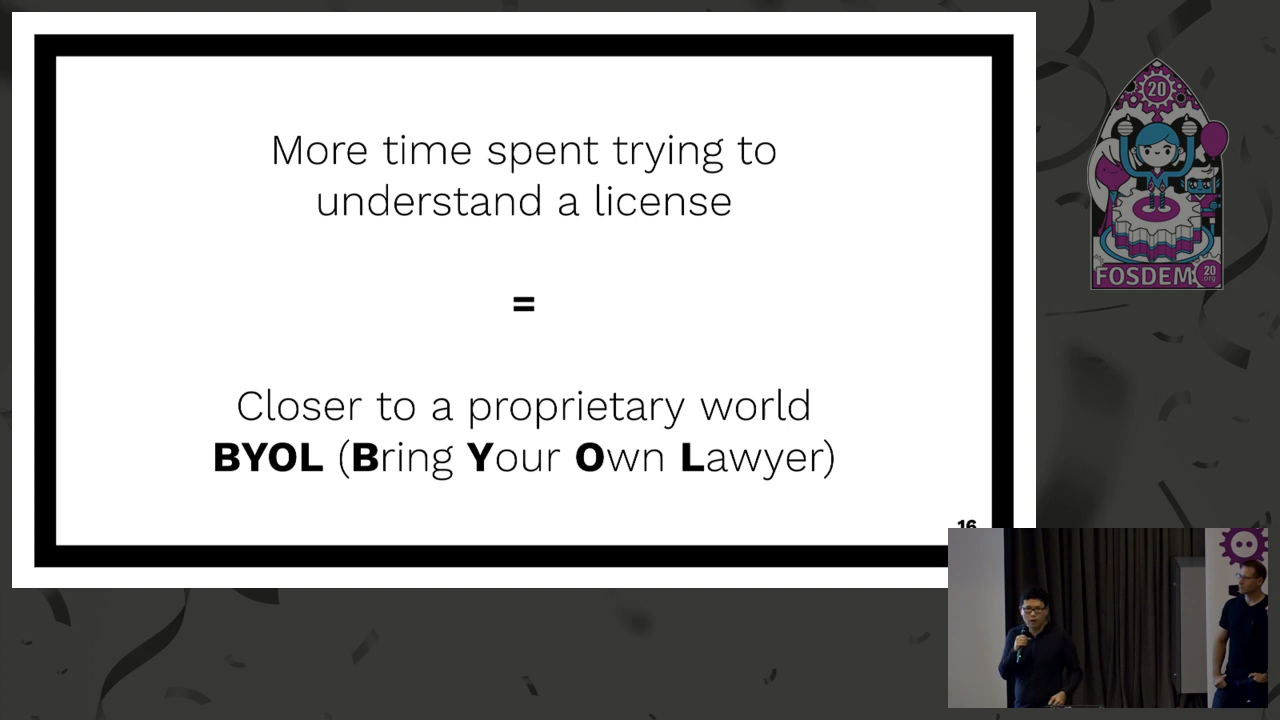 More time spent trying to
understand a license
=
Closer to a proprietary world
BYOL (Bring Your Own Lawyer)
16
20
FOSDEM
20
.org